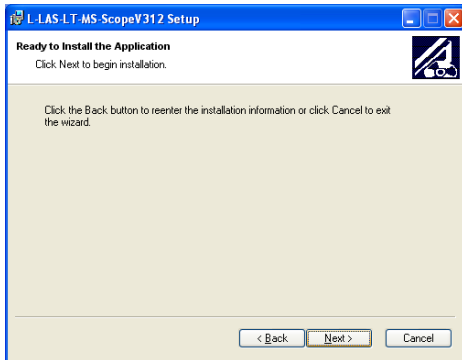 L-LAS-LT-MS-ScopeV312 Setup
Ready to Install the Application
Click Next to begin installation.
Click the Back button to reenter the installation information or click Cancel to exit
the wizard.
< Back
Next >
Cancel